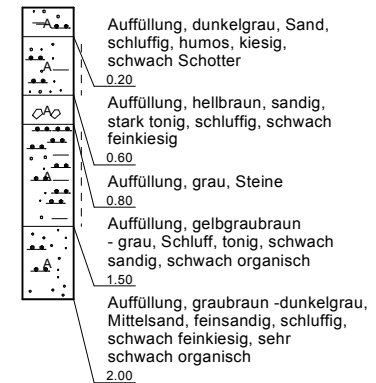 A
Auffüllung, dunkelgrau, Sand,
schluffig, humos, kiesig,
schwach Schotter
0.20
A
Auffüllung, hellbraun, sandig,
stark tonig, schluffig, schwach
feinkiesig
0.60
A
Auffüllung, grau, Steine
0.80
A
Auffüllung, gelbgraubraun
- grau, Schluff, tonig, schwach
sandig, schwach organisch
1.50
A
Auffüllung, graubraun -dunkelgrau,
Mittelsand, feinsandig, schluffig,
schwach feinkiesig, sehr
schwach organisch
2.00